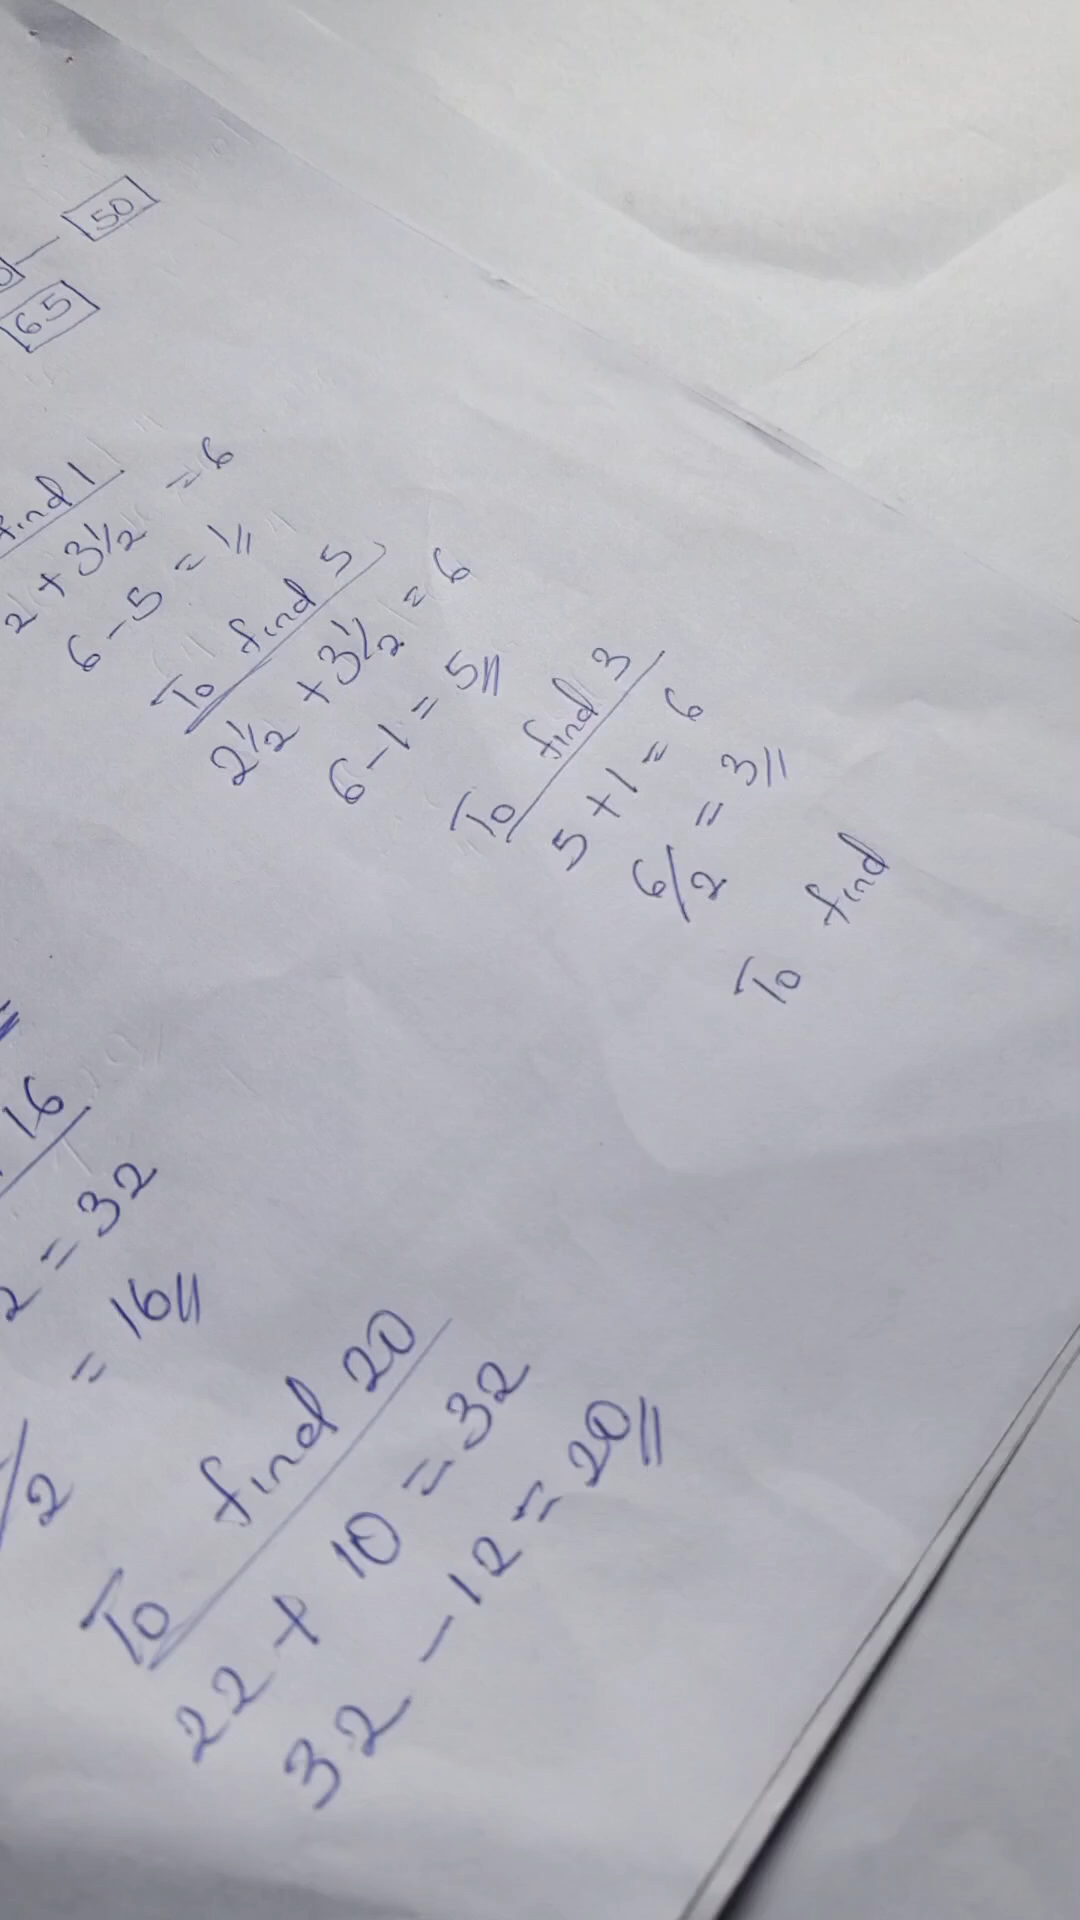 50
65
find 1
2 + 3½ = 6
6 - 5 = 1
To find 5
2½ + 3½ = 6
6 - 1 = 5
To find 3
5 + 1 = 6
6/2 = 3
To find
16
2 = 32
/2 = 16
To find 20
22 + 10 = 32
32 - 12 = 20